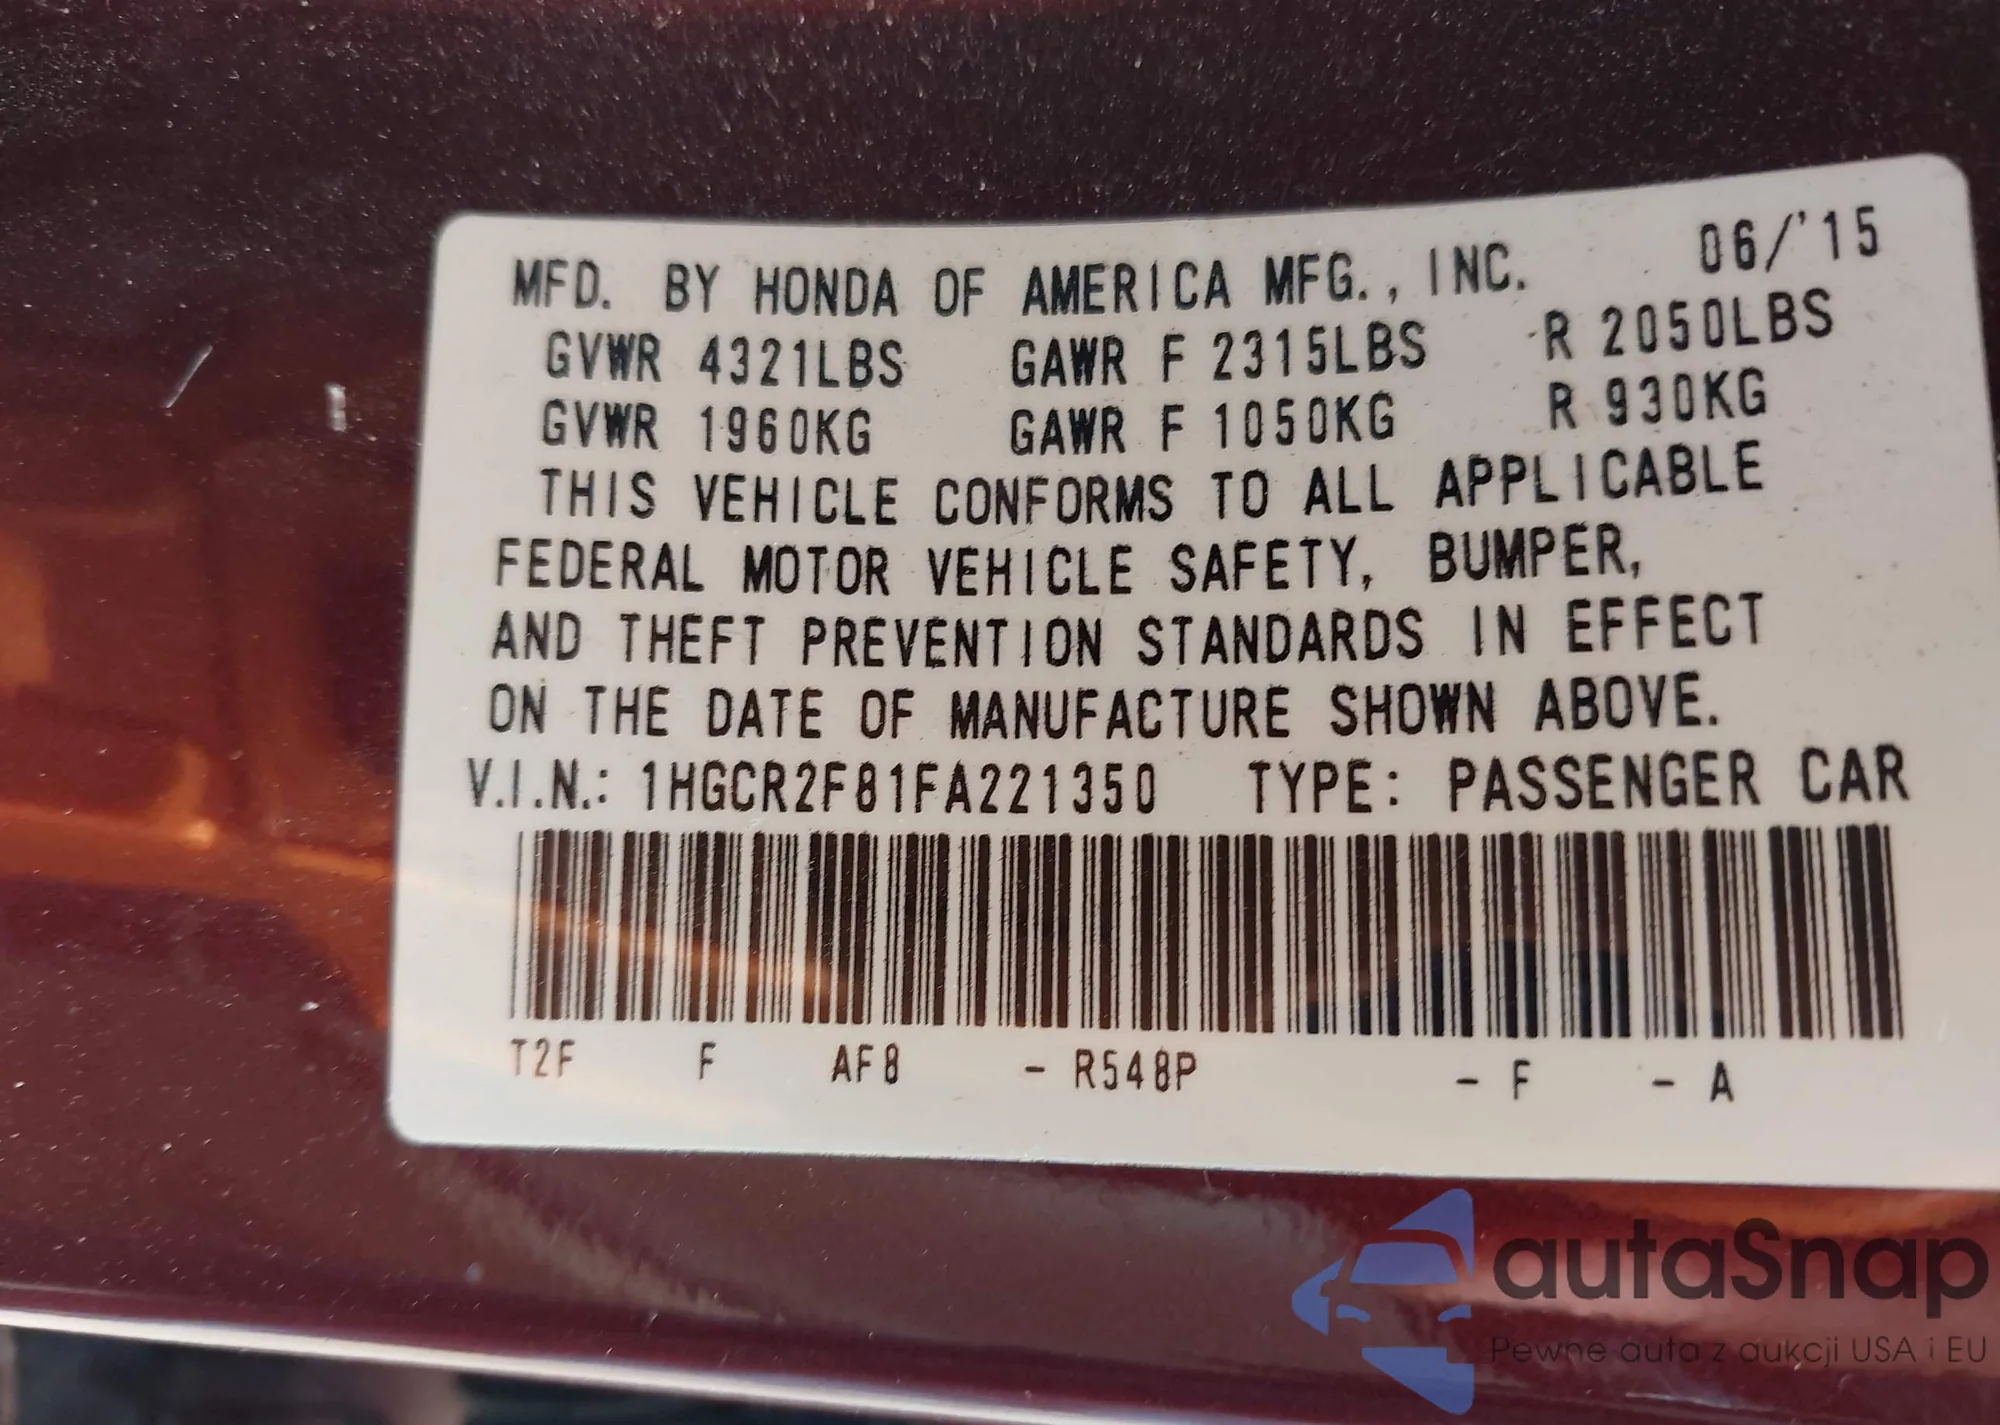 MFD. BY HONDA OF AMERICA MFG., INC. 06/'15
GVWR 4321LBS GAWR F 2315LBS R 2050LBS
GVWR 1960KG GAWR F 1050KG R 930KG
THIS VEHICLE CONFORMS TO ALL APPLICABLE
FEDERAL MOTOR VEHICLE SAFETY, BUMPER,
AND THEFT PREVENTION STANDARDS IN EFFECT
ON THE DATE OF MANUFACTURE SHOWN ABOVE.
V.I.N.: 1HGCR2F81FA221350 TYPE: PASSENGER CAR
T2F F AF8 - R548P - F - A
autaSnap
Pewne auta z aukcji USA i EU